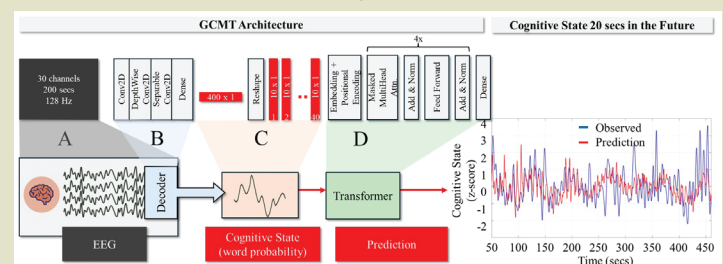 GCMT Architecture
Cognitive State 20 secs in the Future
30 channels
200 secs
128 Hz
Conv2D
DepthWise
Conv2D
Separable
Conv2D
Dense
400 x 1
Reshape
10 x 1
1
10 x 1
2
10 x 1
40
Embedding +
Positional
Encoding
4x
Masked
MultiHead
Attn
Add & Norm
Feed Forward
Add & Norm
Dense
A
B
C
D
Decoder
Transformer
EEG
Cognitive State
(word probability)
Prediction
Observed
Prediction
Cognitive State
(z-score)
4
3
2
1
0
-1
-2
50 100 150 200 250 300 350 400 450
Time (secs)